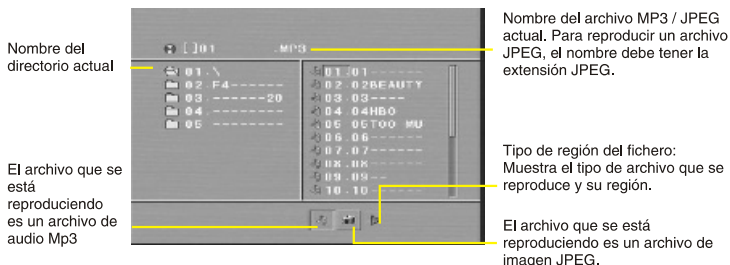 Nombre del
directorio actual
El archivo que se
está
reproduciendo
es un archivo de
audio Mp3
[]01 .MP3
01.\
02.F4------
03.------20
04.-------
05 -------
01 01------
02.02BEAUTY
03.03----
04.04HBO
05 05TOO MU
06.06------
07.07------
08.08------
09.09--
10.10------
Nombre del archivo MP3 / JPEG
actual. Para reproducir un archivo
JPEG, el nombre debe tener la
extensión JPEG.
Tipo de región del fichero:
Muestra el tipo de archivo que se
reproduce y su región.
El archivo que se está
reproduciendo es un archivo de
imagen JPEG.